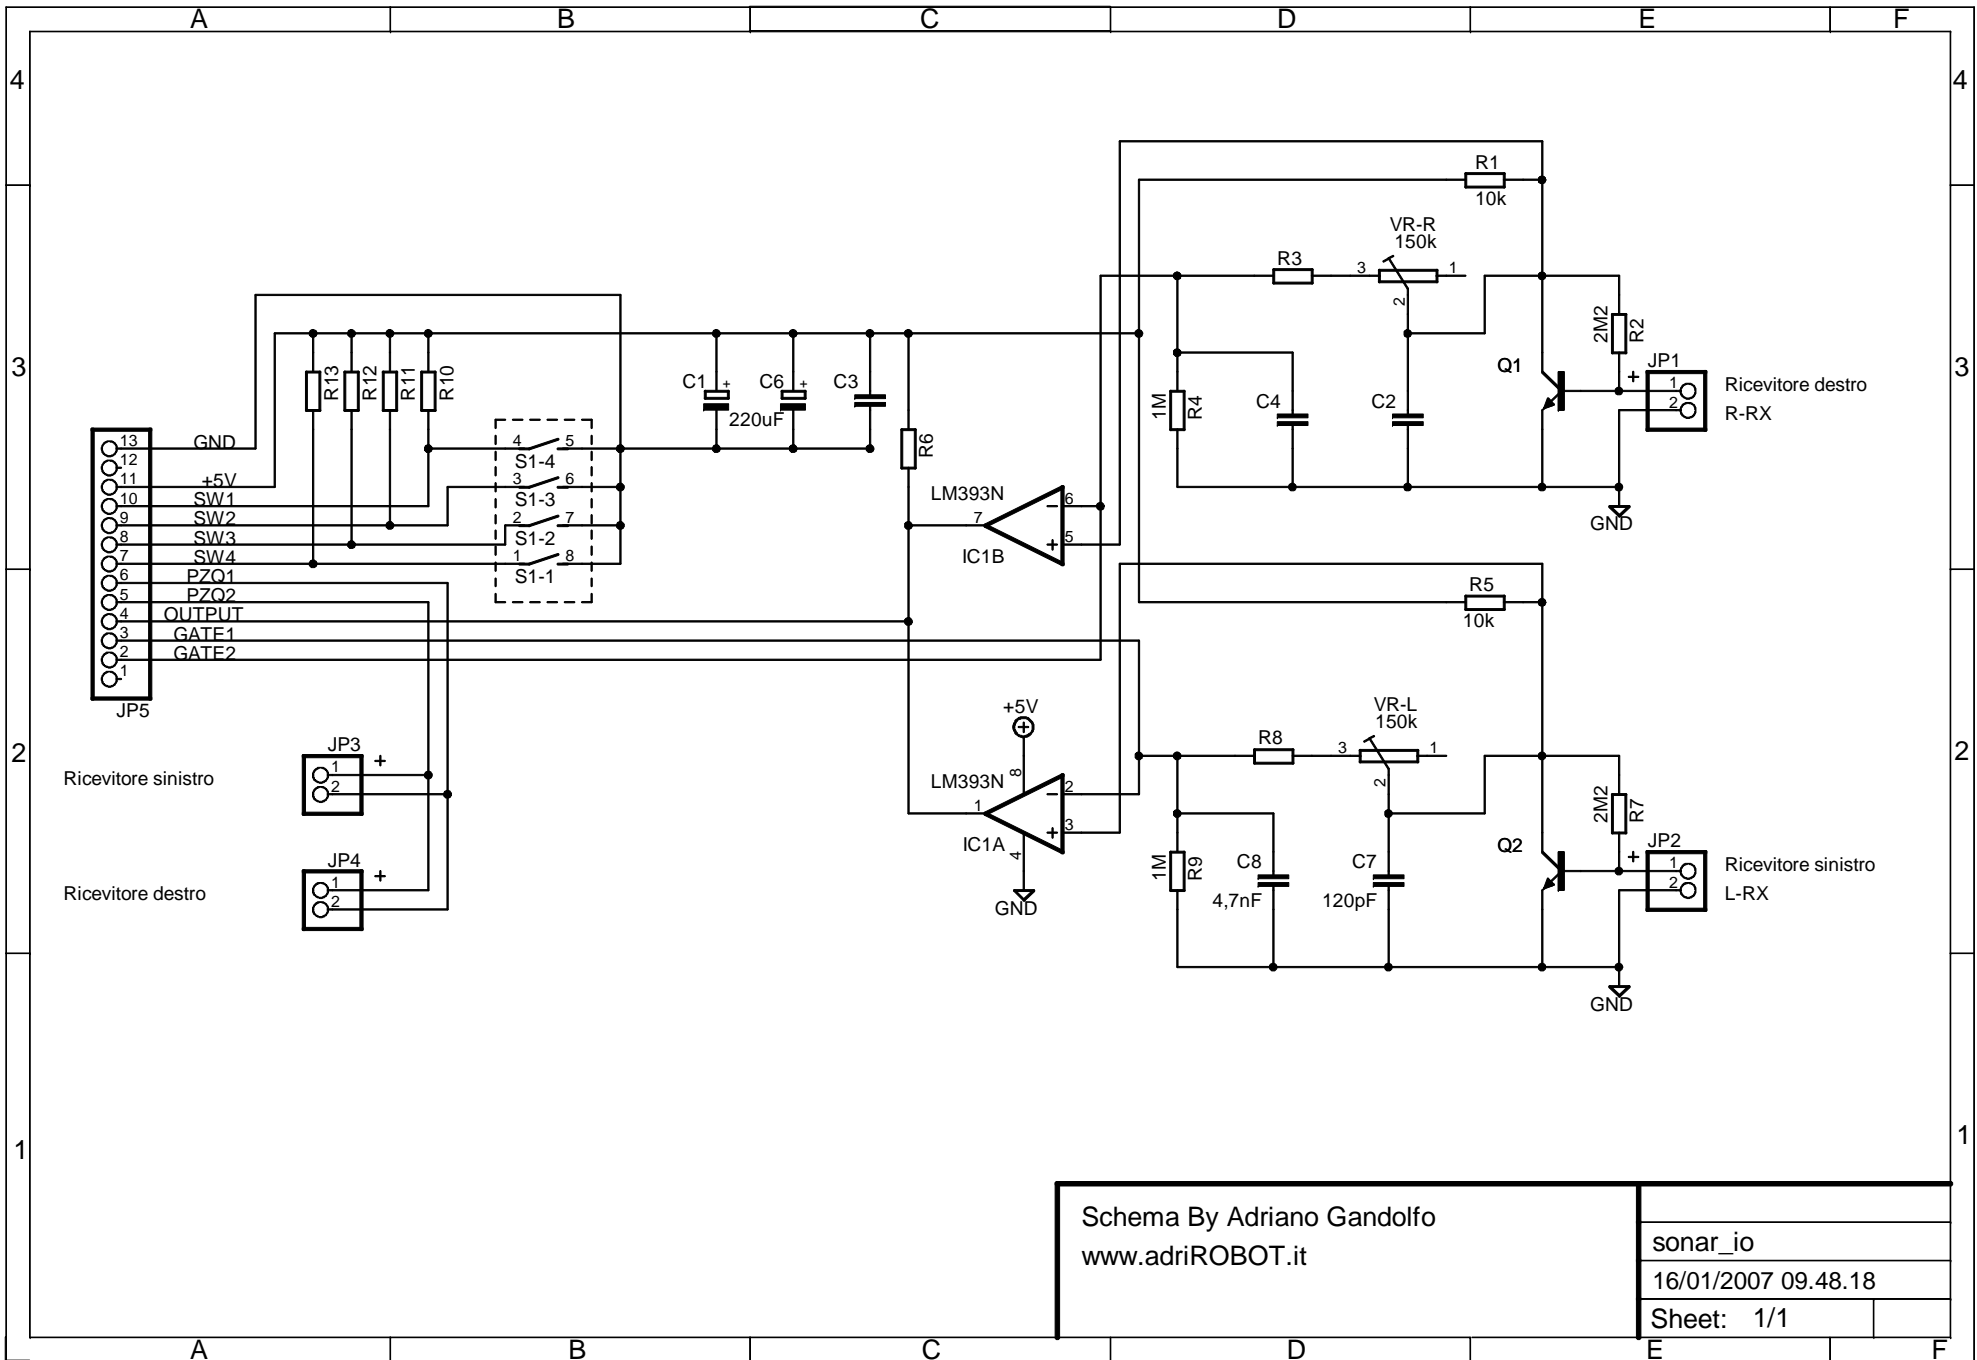 A B C D E F
4 4
R1
10k
VR-R
150k
R3
3 1
2
2M2
R2
3 3
Q1
JP1
+
1
2
Ricevitore destro
R-RX
R13
R12
R11
R10
C1
+
220uF
C6
+
C3
1M
R4
C4
C2
R6
13 GND
12
11 +5V
10 SW1
9 SW2
8 SW3
7 SW4
6 PZQ1
5 PZQ2
4 OUTPUT
3 GATE1
2 GATE2
1
JP5
4 5
S1-4
3 6
S1-3
2 7
S1-2
1 8
S1-1
LM393N
6
7
-
+
5
IC1B
GND
R5
10k
+5V
VR-L
150k
R8
3 1
2
2 2
JP3
+
1
2
Ricevitore sinistro
LM393N
8
2
1
-
+
3
IC1A
4
GND
2M2
R7
Q2
JP2
+
1
2
Ricevitore sinistro
L-RX
JP4
+
1
2
Ricevitore destro
1M
R9
C8
4,7nF
C7
120pF
GND
1 1
Schema By Adriano Gandolfo
www.adriROBOT.it
sonar_io
16/01/2007 09.48.18
Sheet: 1/1
A B C D E F